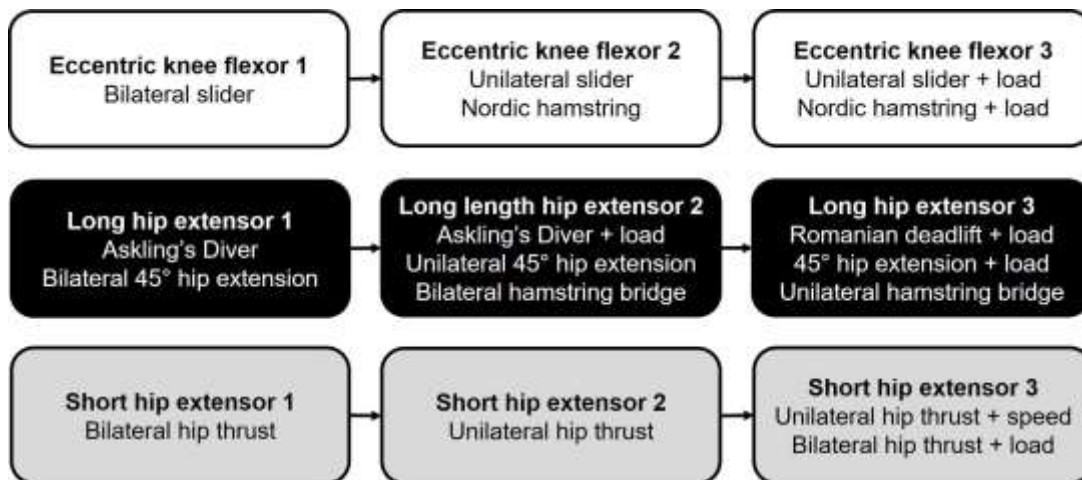 Eccentric knee flexor 1
Bilateral slider
Eccentric knee flexor 2
Unilateral slider
Nordic hamstring
Eccentric knee flexor 3
Unilateral slider + load
Nordic hamstring + load
Long hip extensor 1
Askling's Diver
Bilateral 45° hip extension
Long length hip extensor 2
Askling's Diver + load
Unilateral 45° hip extension
Bilateral hamstring bridge
Long hip extensor 3
Romanian deadlift + load
45° hip extension + load
Unilateral hamstring bridge
Short hip extensor 1
Bilateral hip thrust
Short hip extensor 2
Unilateral hip thrust
Short hip extensor 3
Unilateral hip thrust + speed
Bilateral hip thrust + load